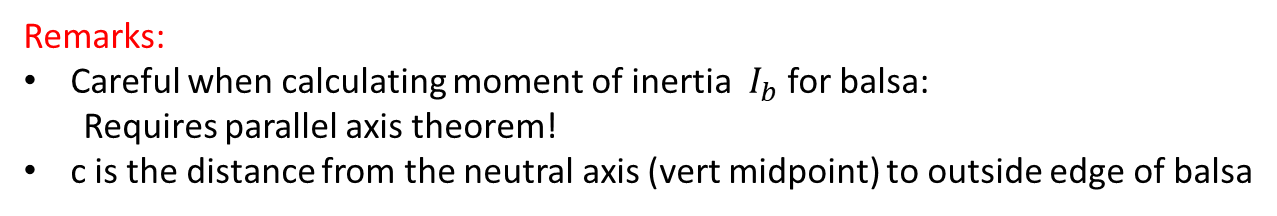 Remarks:
• Careful when calculating moment of inertia I_b for balsa:
Requires parallel axis theorem!
• c is the distance from the neutral axis (vert midpoint) to outside edge of balsa